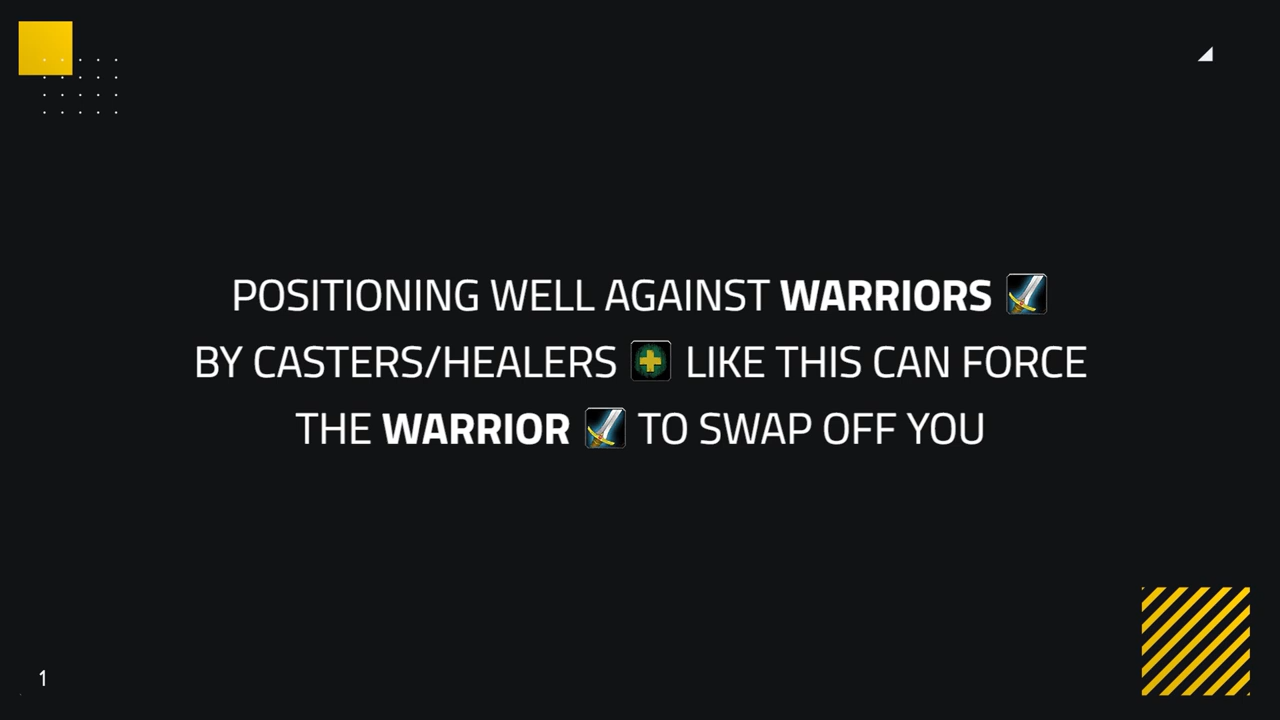 POSITIONING WELL AGAINST WARRIORS
BY CASTERS/HEALERS LIKE THIS CAN FORCE
THE WARRIOR TO SWAP OFF YOU
1